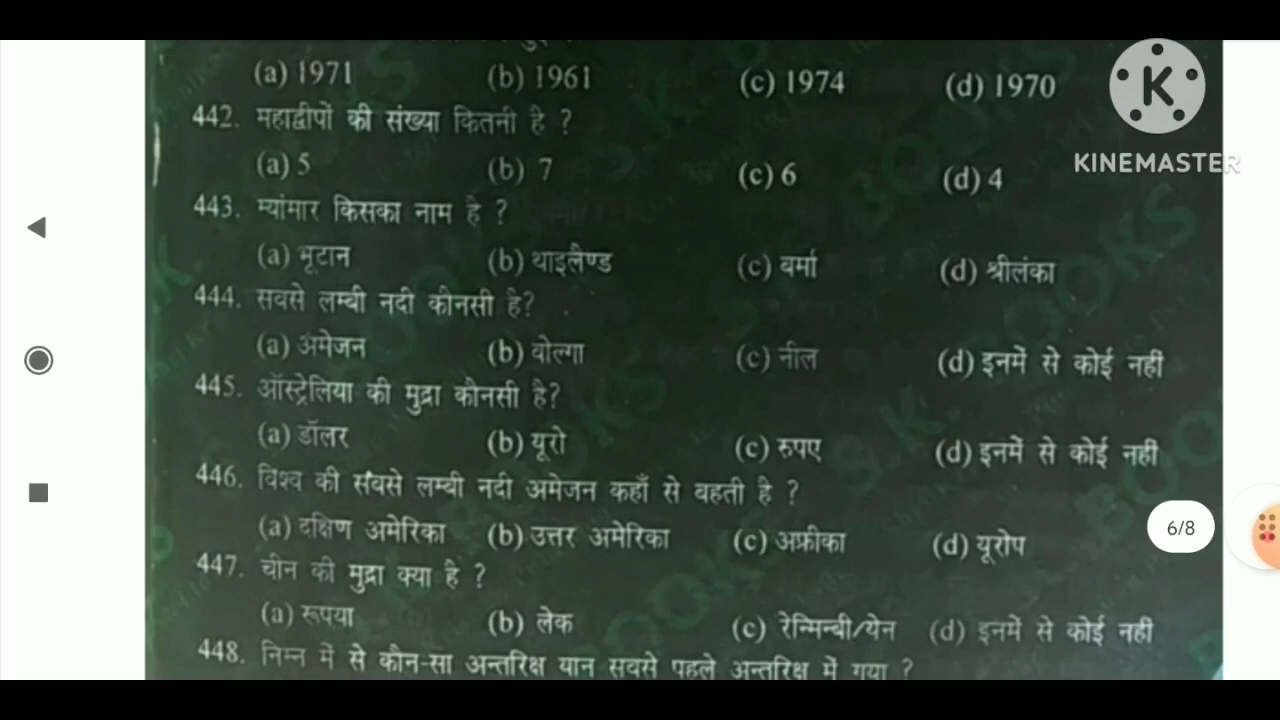 (a) 1971 (b) 1961 (c) 1974 (d) 1970
442. महाद्वीपों की संख्या कितनी है ?
(a) 5 (b) 7 (c) 6 (d) 4
443. म्यांमार किसका नाम है ?
(a) भूटान (b) थाइलैण्ड (c) बर्मा (d) श्रीलंका
444. सबसे लम्बी नदी कौनसी है?
(a) अमेजन (b) वोल्गा (c) नील (d) इनमें से कोई नहीं
445. ऑस्ट्रेलिया की मुद्रा कौनसी है?
(a) डॉलर (b) यूरो (c) रुपए (d) इनमें से कोई नही
446. विश्व की सबसे लम्बी नदी अमेजन कहाँ से बहती है ?
(a) दक्षिण अमेरिका (b) उत्तर अमेरिका (c) अफ्रीका (d) यूरोप
447. चीन की मुद्रा क्या है ?
(a) रूपया (b) लेक (c) रेन्मिन्बी/येन (d) इनमें से कोई नही
448. निम्न में से कौन-सा अन्तरिक्ष यान सबसे पहले अन्तरिक्ष में गया ?
K
KINEMASTER
6/8